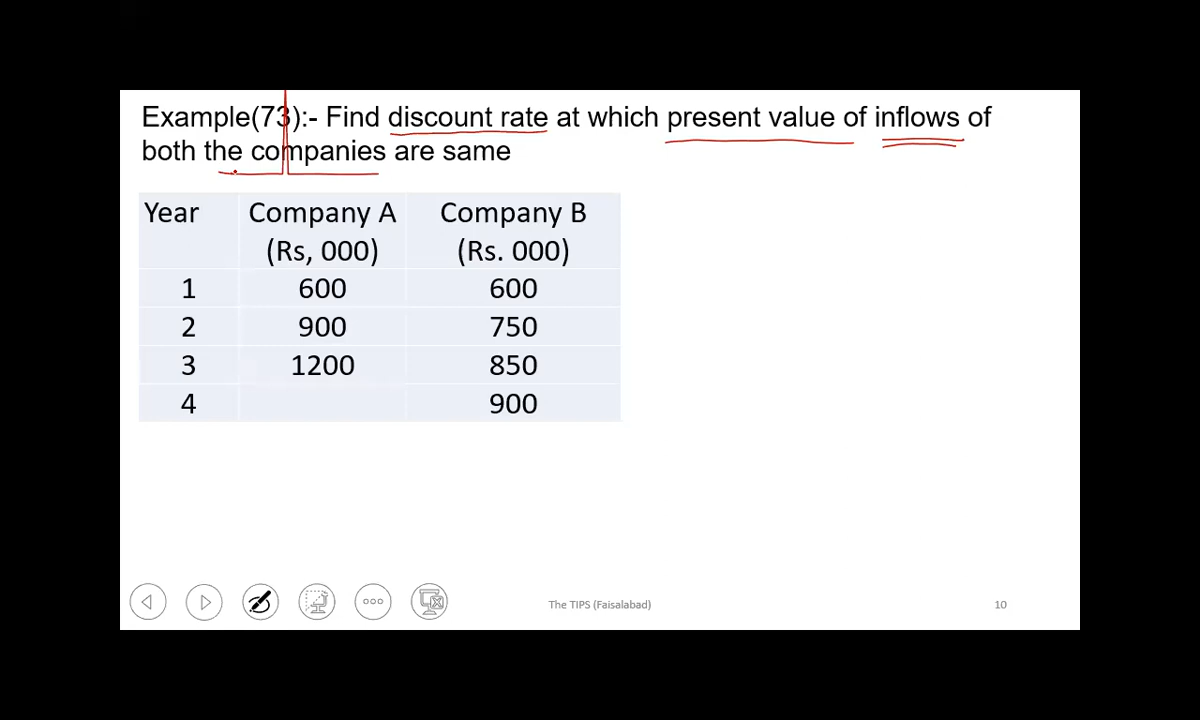 Example(73):- Find discount rate at which present value of inflows of
both the companies are same
Year Company A Company B
(Rs, 000) (Rs. 000)
1 600 600
2 900 750
3 1200 850
4 900
The TIPS (Faisalabad) 10